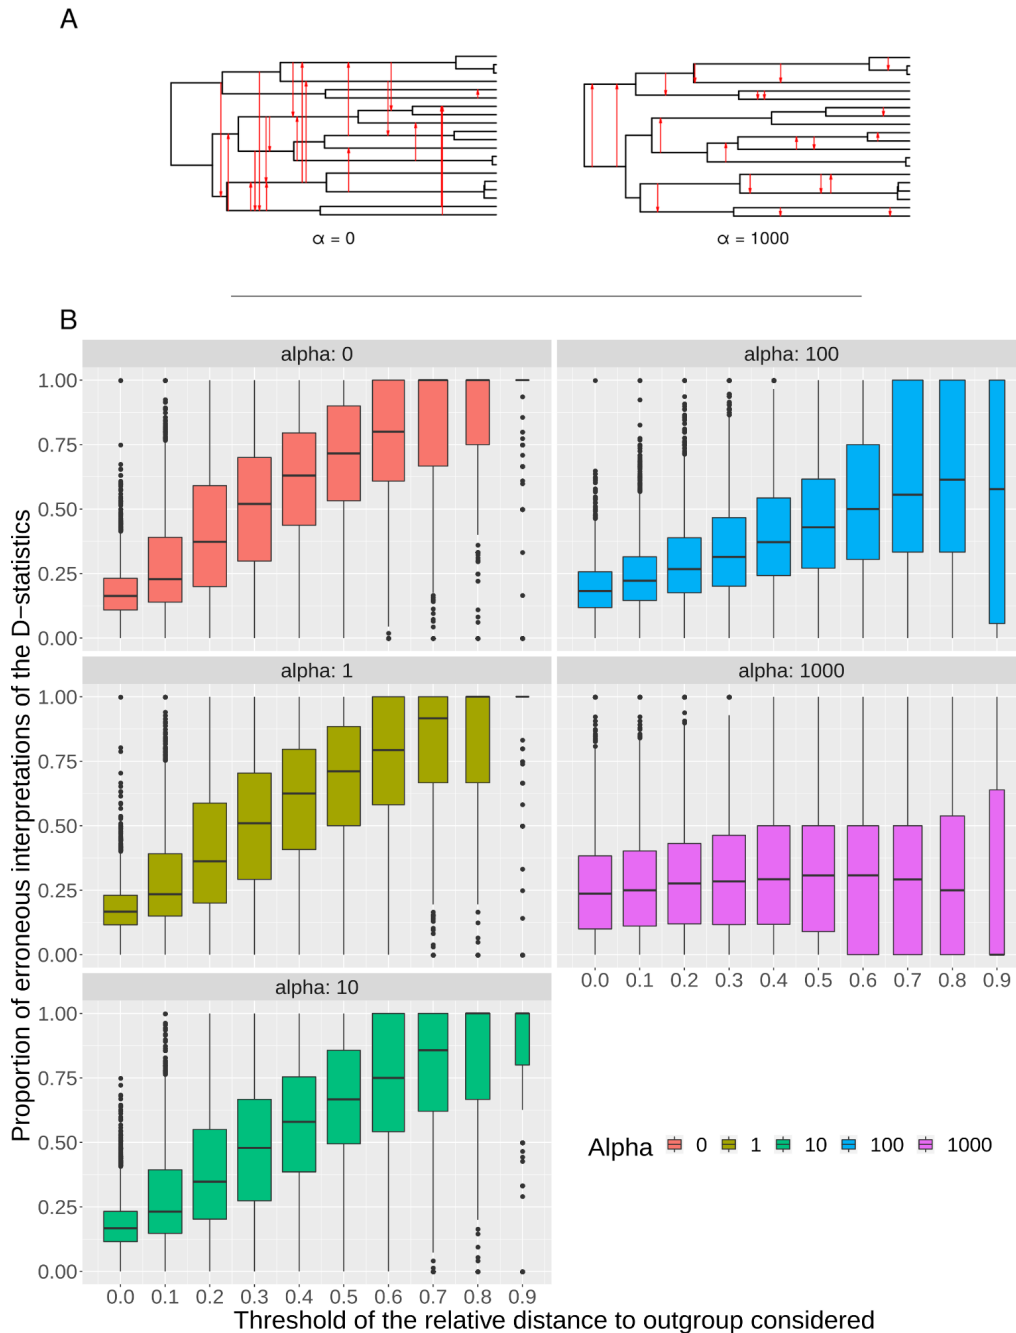 A
α = 0
α = 1000
B
alpha: 0
alpha: 100
1.00
0.75
0.50
0.25
0.00
alpha: 1
alpha: 1000
1.00
0.75
0.50
0.25
0.00
0.0 0.1 0.2 0.3 0.4 0.5 0.6 0.7 0.8 0.9
alpha: 10
1.00
0.75
0.50
0.25
0.00
0.0 0.1 0.2 0.3 0.4 0.5 0.6 0.7 0.8 0.9
Proportion of erroneous interpretations of the D−statistics
Threshold of the relative distance to outgroup considered
Alpha 0 1 10 100 1000